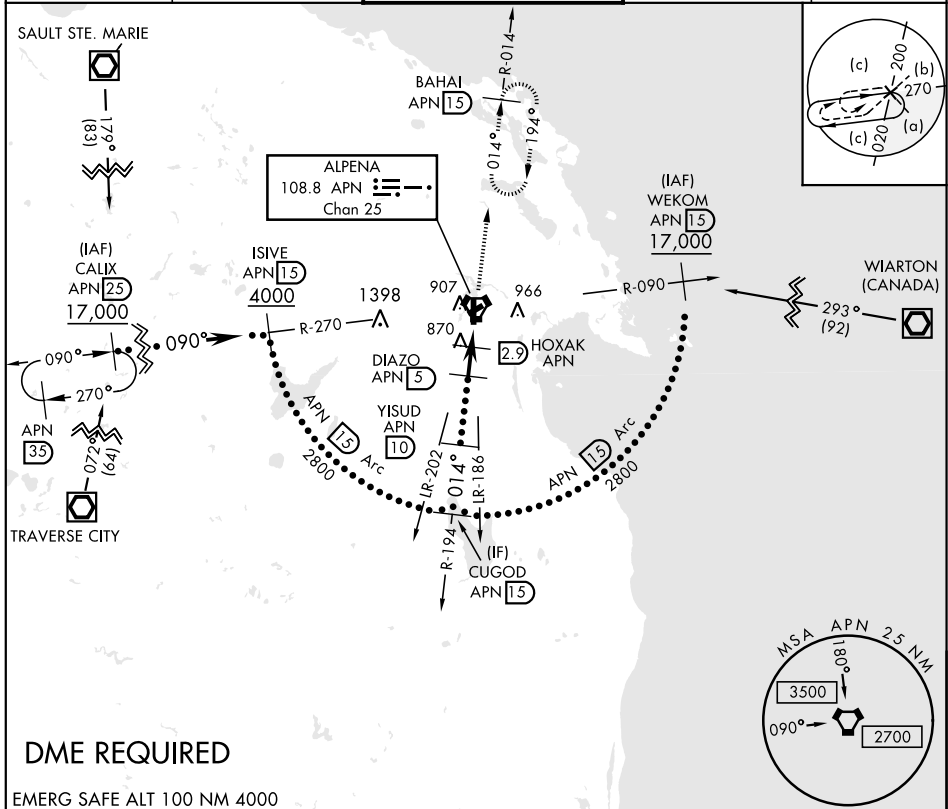 SAULT STE. MARIE
179°
(83)
BAHAI
APN 15
R-014
014°
194°
(c)
200
(b)
270
(c)
020
(a)
ALPENA
108.8 APN
Chan 25
(IAF)
WEKOM
APN 15
17,000
(IAF)
CALIX
APN 25
17,000
ISIVE
APN 15
4000
1398
907
966
R-090
WIARTON
(CANADA)
293°
(92)
090°
R-270
870
2.9 HOXAK
APN
090°
270°
DIAZO
APN 5
APN
35
YISUD
APN
10
072°
(64)
TRAVERSE CITY
APN 15 Arc
2800
LR-202
014°
LR-186
APN 15 Arc
2800
R-194
(IF)
CUGOD
APN 15
MSA APN 25 NM
180°
3500
090°
2700
DME REQUIRED
EMERG SAFE ALT 100 NM 4000